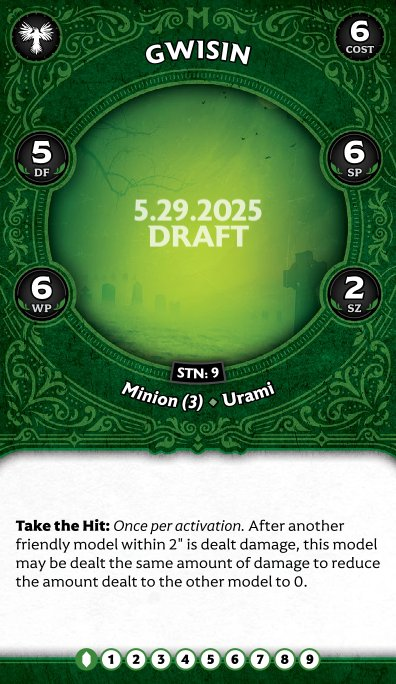 GWISIN
6
COST
5
DF
6
SP
5.29.2025
DRAFT
6
WP
2
SZ
STN: 9
Minion (3) ◆ Urami
Take the Hit: Once per activation. After another
friendly model within 2" is dealt damage, this model
may be dealt the same amount of damage to reduce
the amount dealt to the other model to 0.
1 2 3 4 5 6 7 8 9